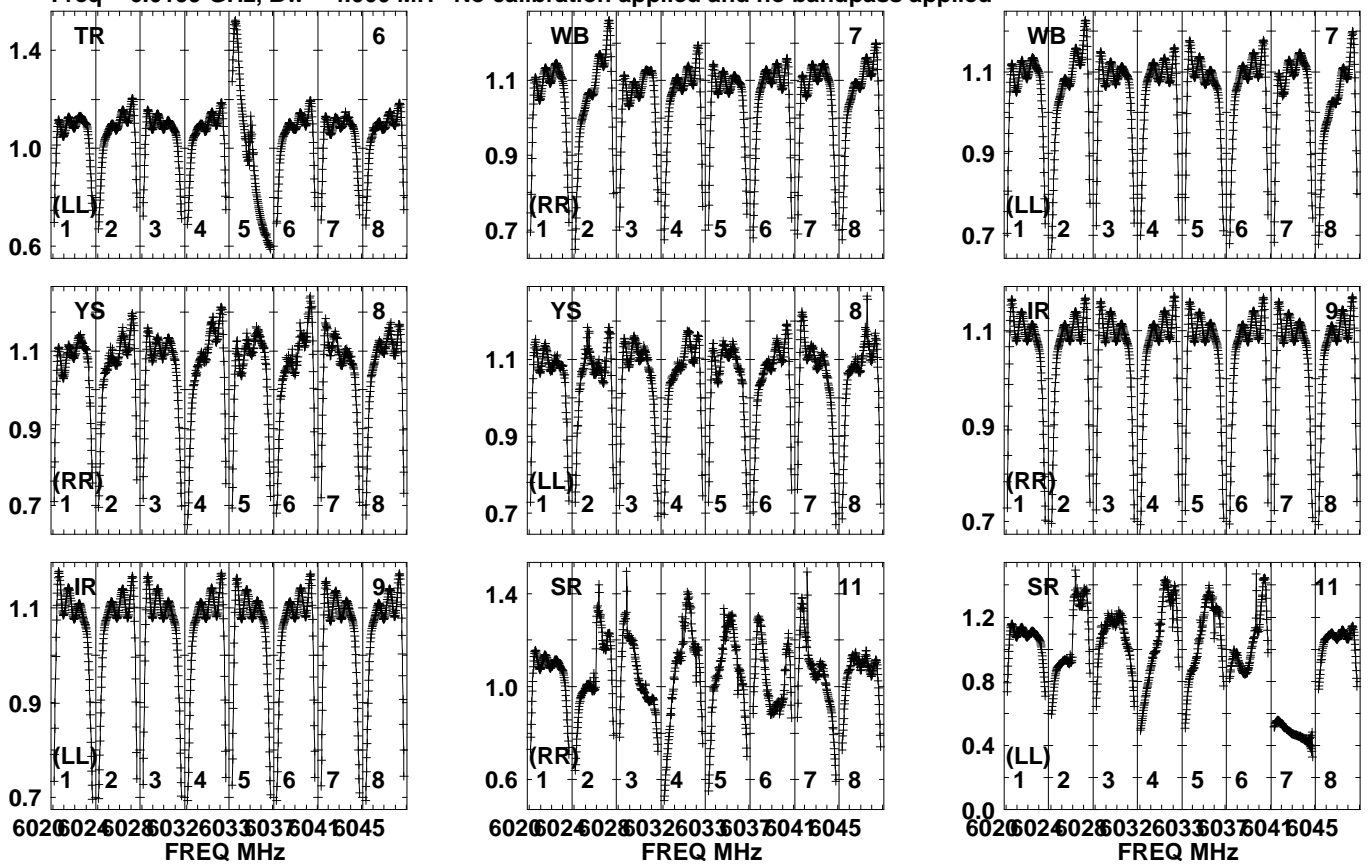 Freq GHz, No calibration applied and no bandpass applied
TR 6
1.4
1.0
0.6
(LL)
1 2 3 4 5 6 7 8
WB 7
1.1
0.9
0.7
(RR)
1 2 3 4 5 6 7 8
WB 7
1.1
0.9
0.7
(LL)
1 2 3 4 5 6 7 8
YS 8
1.1
0.9
0.7
(RR)
1 2 3 4 5 6 7 8
YS 8
1.1
0.9
0.7
(LL)
1 2 3 4 5 6 7 8
IR 9
1.1
0.9
0.7
(RR)
1 2 3 4 5 6 7 8
IR 9
1.1
0.9
0.7
(LL)
1 2 3 4 5 6 7 8
6020 6024 6028 6032 6033 6037 6041 6045
FREQ MHz
SR 11
1.4
1.0
0.6
(RR)
1 2 3 4 5 6 7 8
6020 6024 6028 6032 6033 6037 6041 6045
FREQ MHz
SR 11
1.2
0.8
0.4
0.0
(LL)
1 2 3 4 5 6 7 8
6020 6024 6028 6032 6033 6037 6041 6045
FREQ MHz